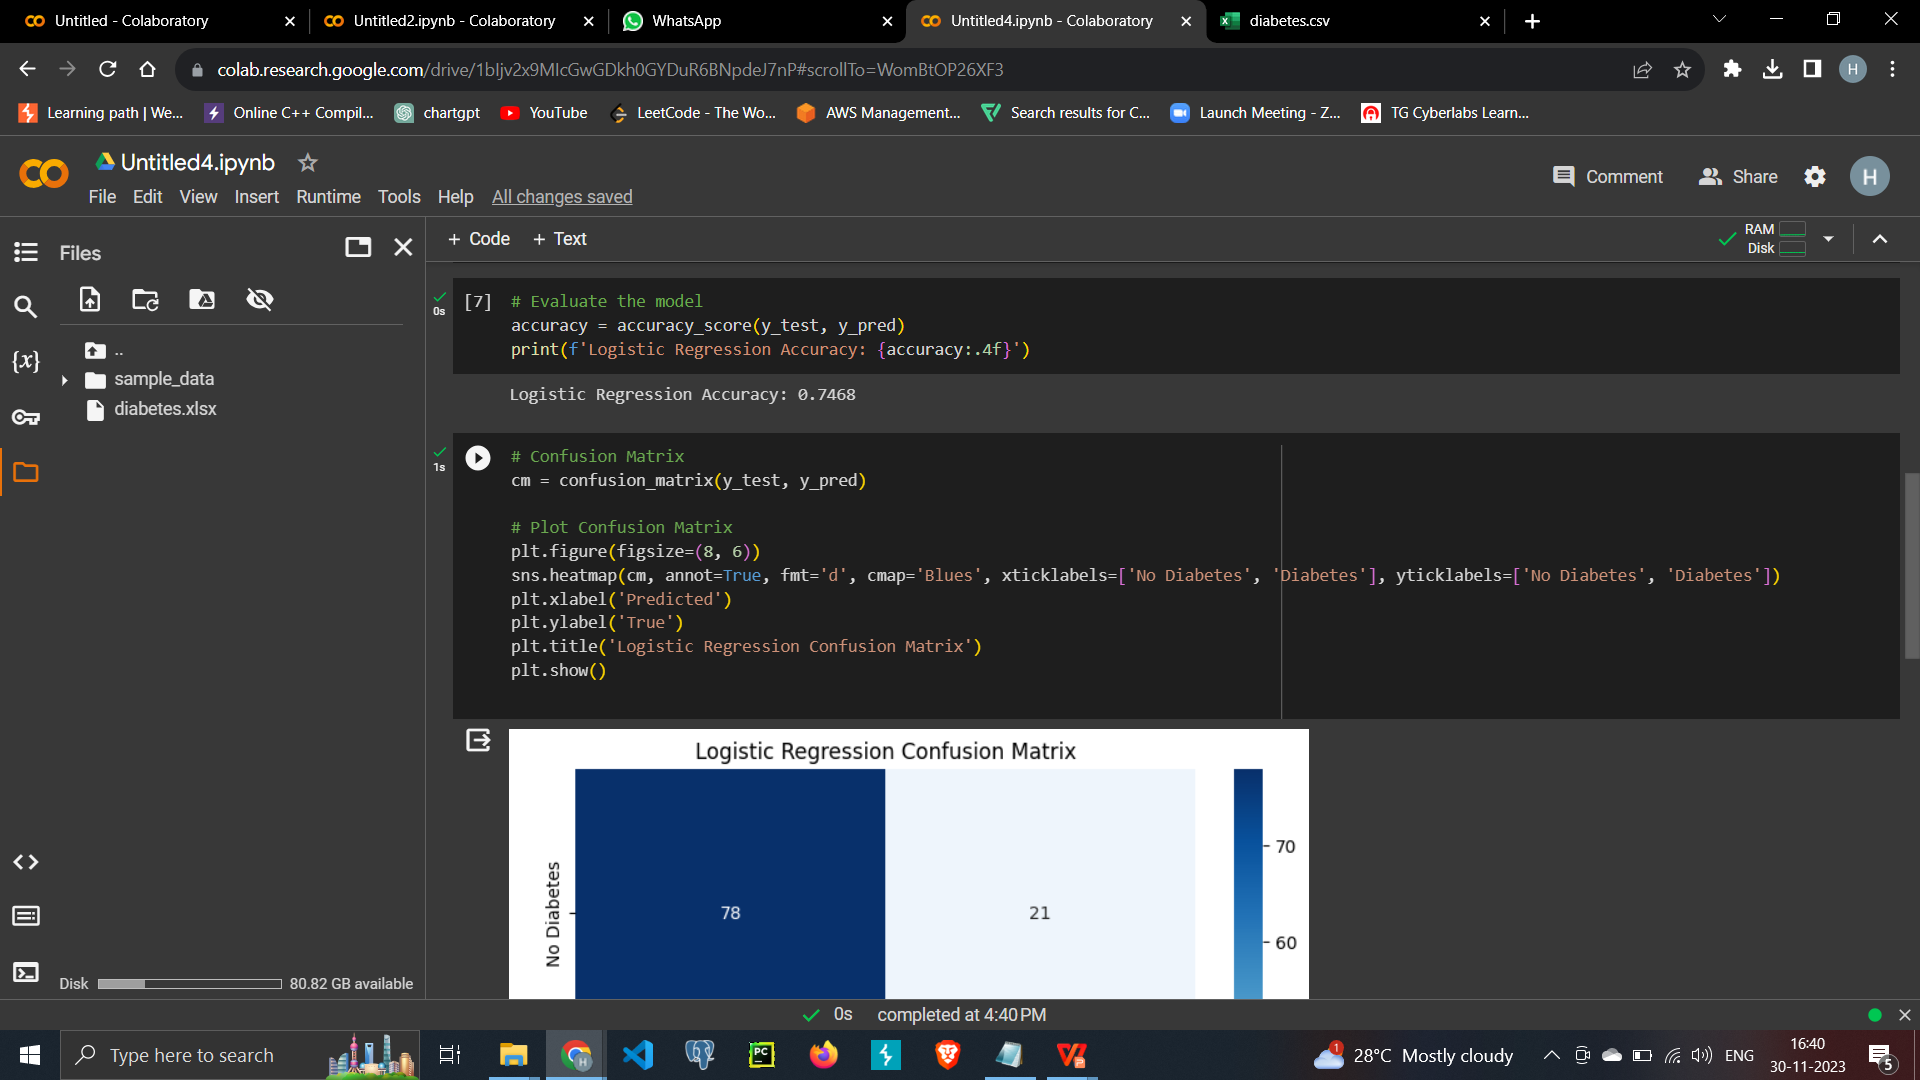 Untitled - Colaboratory
Untitled2.ipynb - Colaboratory
WhatsApp
Untitled4.ipynb - Colaboratory
diabetes.csv
colab.research.google.com/drive/1bIjv2x9MIcGwGDkh0GYDuR6BNpdeJ7nP#scrollTo=WomBtOP26XF3
H
Learning path | We...
Online C++ Compil...
chartgpt
YouTube
LeetCode - The Wo...
AWS Management...
Search results for C...
Launch Meeting - Z...
TG Cyberlabs Learn...
Untitled4.ipynb
Comment
Share
H
File Edit View Insert Runtime Tools Help All changes saved
Files
+ Code + Text
RAM
Disk
..
sample_data
diabetes.xlsx
{x}
0s
[7]
# Evaluate the model
accuracy = accuracy_score(y_test, y_pred)
print(f'Logistic Regression Accuracy: {accuracy:.4f}')
Logistic Regression Accuracy: 0.7468
1s
# Confusion Matrix
cm = confusion_matrix(y_test, y_pred)
# Plot Confusion Matrix
plt.figure(figsize=(8, 6))
sns.heatmap(cm, annot=True, fmt='d', cmap='Blues', xticklabels=['No Diabetes', 'Diabetes'], yticklabels=['No Diabetes', 'Diabetes'])
plt.xlabel('Predicted')
plt.ylabel('True')
plt.title('Logistic Regression Confusion Matrix')
plt.show()
Logistic Regression Confusion Matrix
No Diabetes
78
21
70
60
Disk
80.82 GB available
0s completed at 4:40 PM
Type here to search
PC
1
28°C Mostly cloudy
ENG
16:40
30-11-2023
5